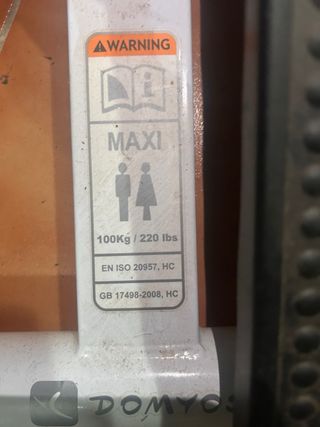 WARNING
MAXI
100Kg / 220 lbs
EN ISO 20957, HC
GB 17498-2008, HC
DOMYOS